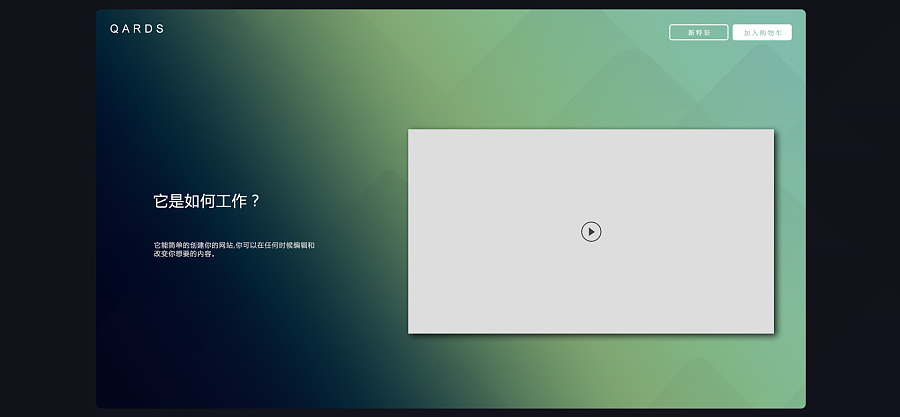 QARDS
新特征
加入购物车
它是如何工作？
它能简单的创建你的网站,你可以在任何时候编辑和
改变你想要的内容。